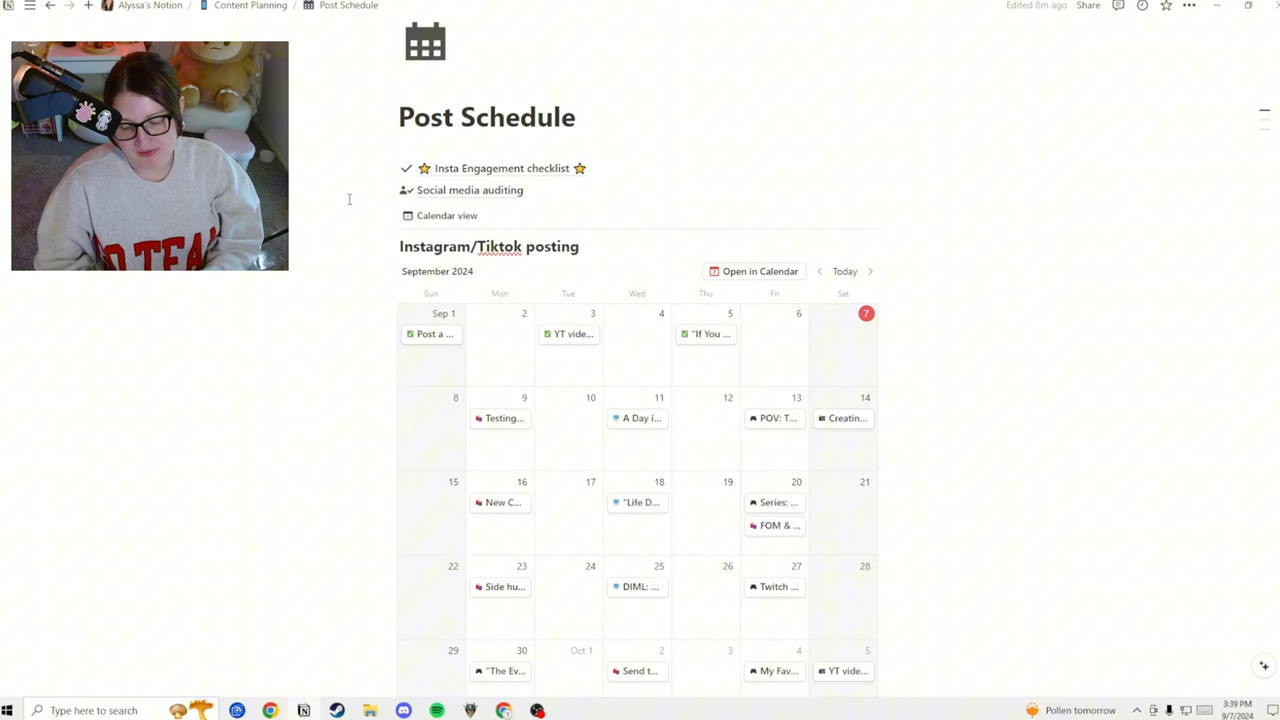 Alyssa's Notion / Content Planning / Post Schedule
Edited 8m ago Share
Post Schedule
Insta Engagement checklist
Social media auditing
Calendar view
Instagram/Tiktok posting
September 2024 Open in Calendar Today
Sun Mon Tue Wed Thu Fri Sat
Sep 1 2 3 4 5 6 7
Post a ... YT vide... "If You ...
8 9 10 11 12 13 14
Testing... A Day i... POV: T... Creatin...
15 16 17 18 19 20 21
New C... "Life D... Series: ...
FOM & ...
22 23 24 25 26 27 28
Side hu... DIML: ... Twitch ...
29 30 Oct 1 2 3 4 5
"The Ev... Send t... My Fav... YT vide...
Type here to search
Pollen tomorrow
3:39 PM
9/7/2024